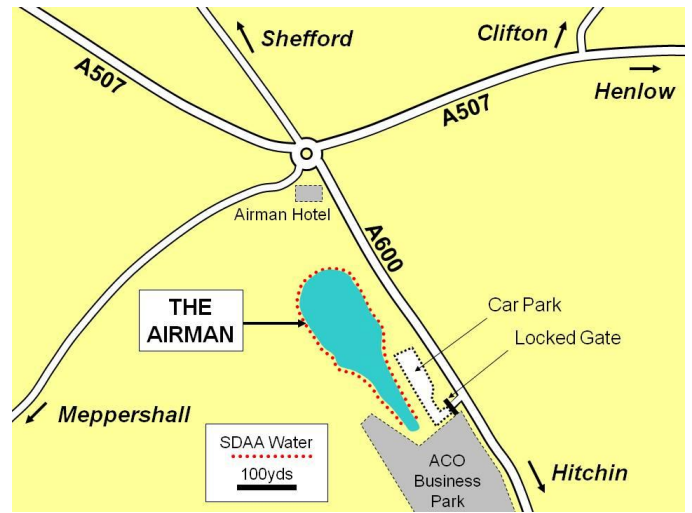 Shefford
Clifton
A507
Henlow
A507
Airman Hotel
A600
THE
AIRMAN
Car Park
Locked Gate
Meppershall
SDAA Water
100yds
ACO
Business
Park
Hitchin